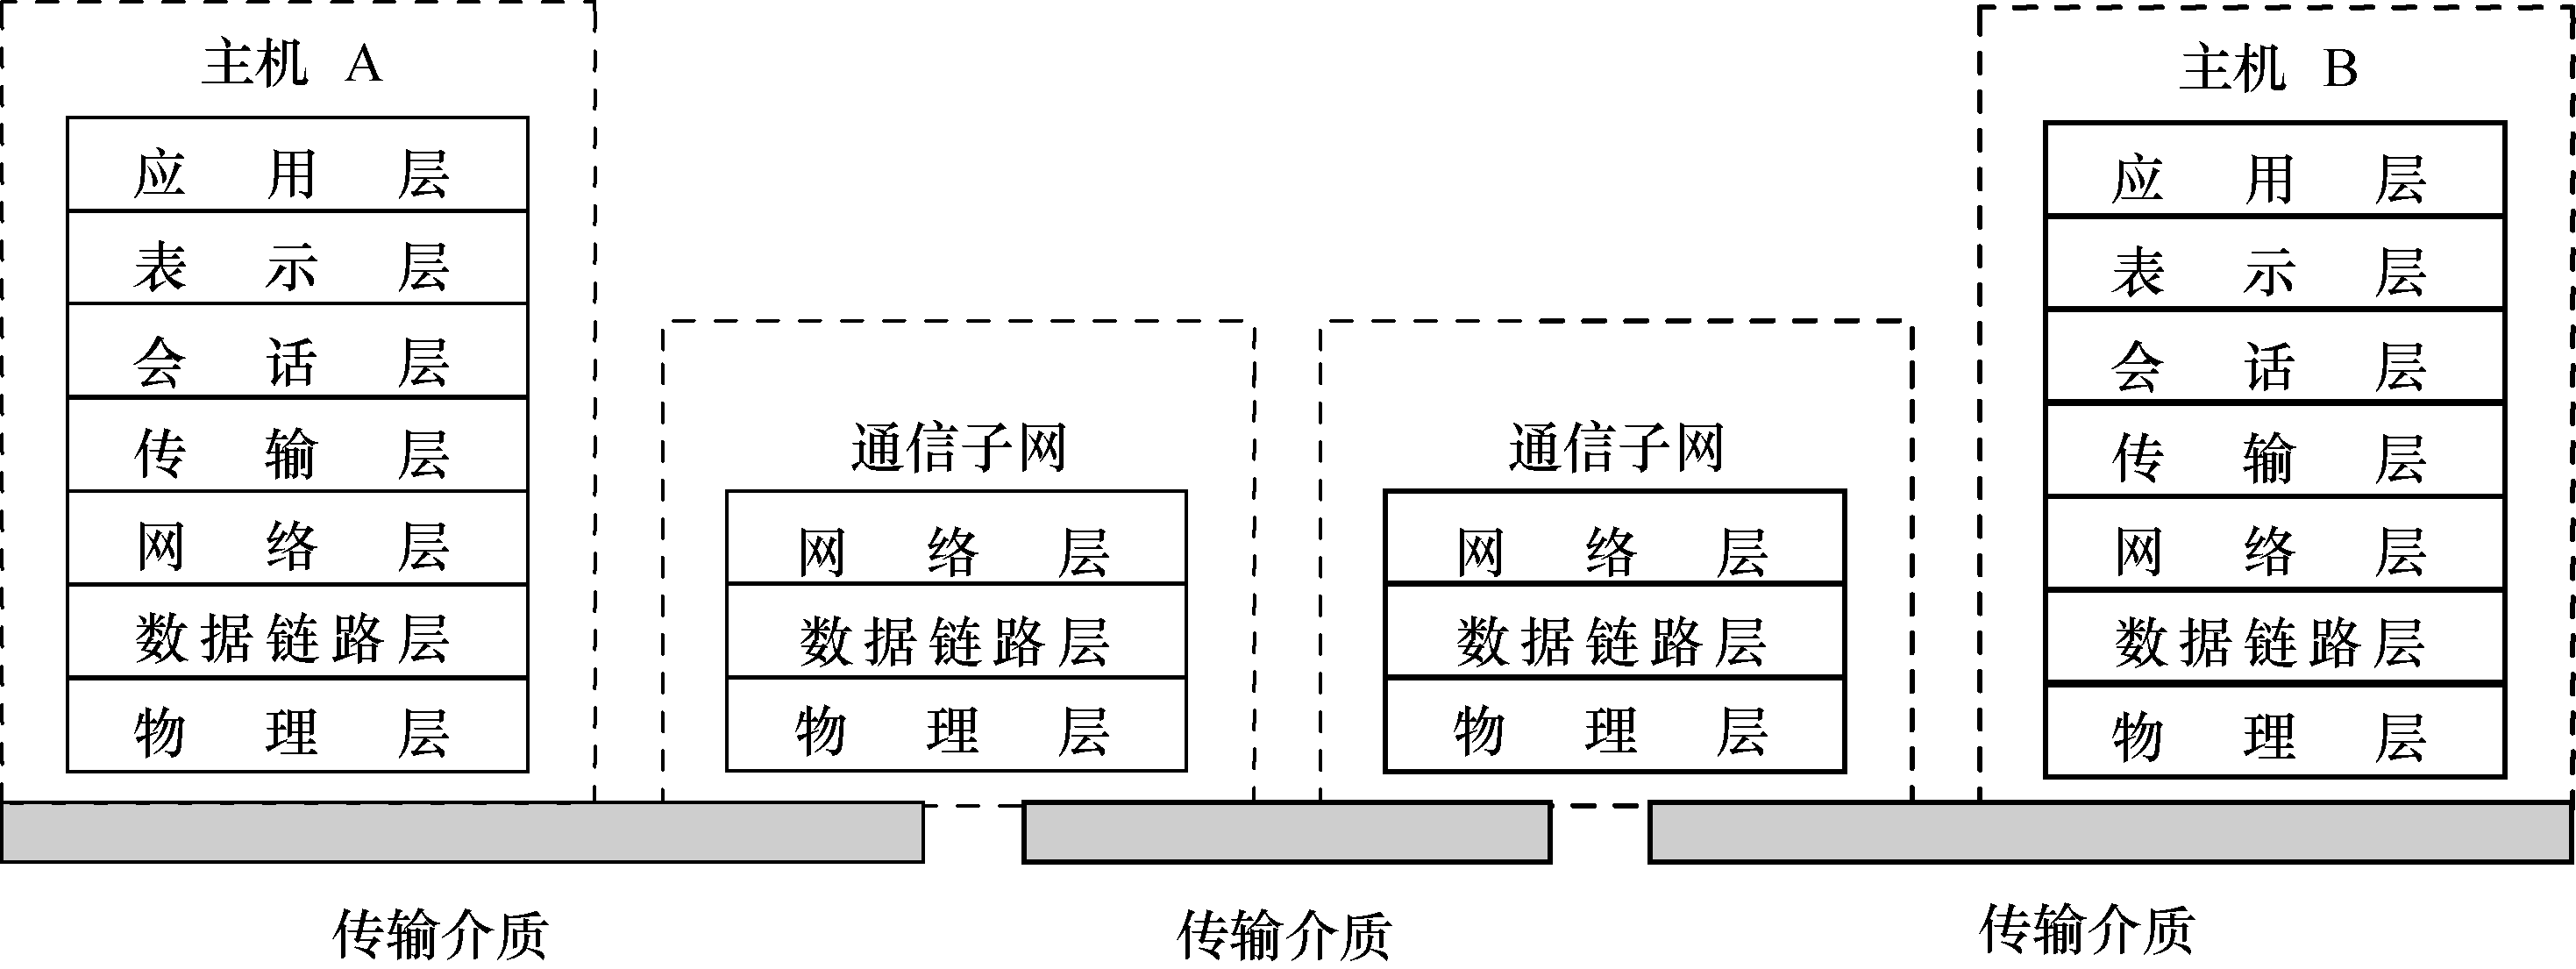 主机 A
应用层
表示层
会话层
传输层
网络层
数据链路层
物理层
通信子网
网络层
数据链路层
物理层
通信子网
网络层
数据链路层
物理层
主机 B
应用层
表示层
会话层
传输层
网络层
数据链路层
物理层
传输介质
传输介质
传输介质